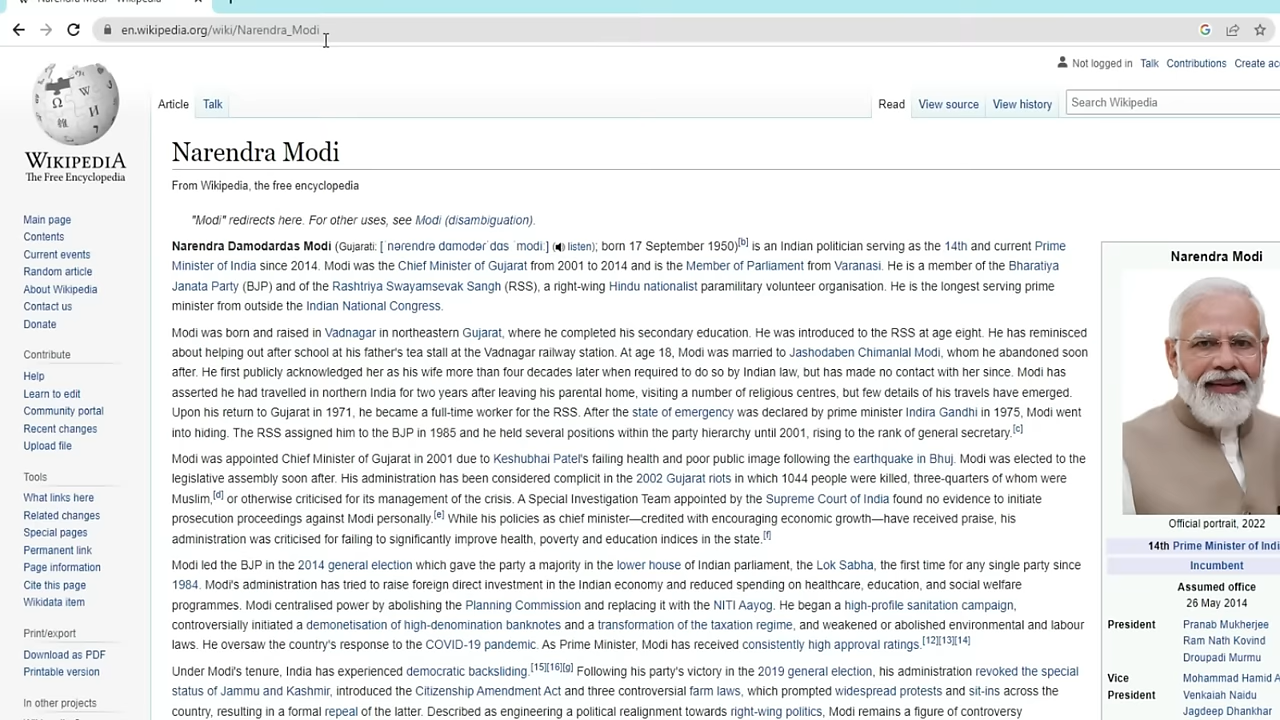 Narendra Modi - Wikipedia
en.wikipedia.org/wiki/Narendra_Modi
Not logged in Talk Contributions Create ac
Article Talk Read View source View history Search Wikipedia
WIKIPEDIA
The Free Encyclopedia
Main page
Contents
Current events
Random article
About Wikipedia
Contact us
Donate
Contribute
Help
Learn to edit
Community portal
Recent changes
Upload file
Tools
What links here
Related changes
Special pages
Permanent link
Page information
Cite this page
Wikidata item
Print/export
Download as PDF
Printable version
In other projects
Narendra Modi
From Wikipedia, the free encyclopedia
"Modi" redirects here. For other uses, see Modi (disambiguation).
Narendra Damodardas Modi (Gujarati: [ˈnəɾendɾə dɑmodəɾˈdɑs ˈmodiː] (listen); born 17 September 1950)[b] is an Indian politician serving as the 14th and current Prime
Minister of India since 2014. Modi was the Chief Minister of Gujarat from 2001 to 2014 and is the Member of Parliament from Varanasi. He is a member of the Bharatiya
Janata Party (BJP) and of the Rashtriya Swayamsevak Sangh (RSS), a right-wing Hindu nationalist paramilitary volunteer organisation. He is the longest serving prime
minister from outside the Indian National Congress.
Modi was born and raised in Vadnagar in northeastern Gujarat, where he completed his secondary education. He was introduced to the RSS at age eight. He has reminisced
about helping out after school at his father's tea stall at the Vadnagar railway station. At age 18, Modi was married to Jashodaben Chimanlal Modi, whom he abandoned soon
after. He first publicly acknowledged her as his wife more than four decades later when required to do so by Indian law, but has made no contact with her since. Modi has
asserted he had travelled in northern India for two years after leaving his parental home, visiting a number of religious centres, but few details of his travels have emerged.
Upon his return to Gujarat in 1971, he became a full-time worker for the RSS. After the state of emergency was declared by prime minister Indira Gandhi in 1975, Modi went
into hiding. The RSS assigned him to the BJP in 1985 and he held several positions within the party hierarchy until 2001, rising to the rank of general secretary.[c]
Modi was appointed Chief Minister of Gujarat in 2001 due to Keshubhai Patel's failing health and poor public image following the earthquake in Bhuj. Modi was elected to the
legislative assembly soon after. His administration has been considered complicit in the 2002 Gujarat riots in which 1044 people were killed, three-quarters of whom were
Muslim,[d] or otherwise criticised for its management of the crisis. A Special Investigation Team appointed by the Supreme Court of India found no evidence to initiate
prosecution proceedings against Modi personally.[e] While his policies as chief minister—credited with encouraging economic growth—have received praise, his
administration was criticised for failing to significantly improve health, poverty and education indices in the state.[f]
Modi led the BJP in the 2014 general election which gave the party a majority in the lower house of Indian parliament, the Lok Sabha, the first time for any single party since
1984. Modi's administration has tried to raise foreign direct investment in the Indian economy and reduced spending on healthcare, education, and social welfare
programmes. Modi centralised power by abolishing the Planning Commission and replacing it with the NITI Aayog. He began a high-profile sanitation campaign,
controversially initiated a demonetisation of high-denomination banknotes and a transformation of the taxation regime, and weakened or abolished environmental and labour
laws. He oversaw the country's response to the COVID-19 pandemic. As Prime Minister, Modi has received consistently high approval ratings.[12][13][14]
Under Modi's tenure, India has experienced democratic backsliding.[15][16][g] Following his party's victory in the 2019 general election, his administration revoked the special
status of Jammu and Kashmir, introduced the Citizenship Amendment Act and three controversial farm laws, which prompted widespread protests and sit-ins across the
country, resulting in a formal repeal of the latter. Described as engineering a political realignment towards right-wing politics, Modi remains a figure of controversy
Narendra Modi
Official portrait, 2022
14th Prime Minister of Indi
Incumbent
Assumed office
26 May 2014
President Pranab Mukherjee
Ram Nath Kovind
Droupadi Murmu
Vice Mohammad Hamid A
President Venkaiah Naidu
Jagdeep Dhankhar